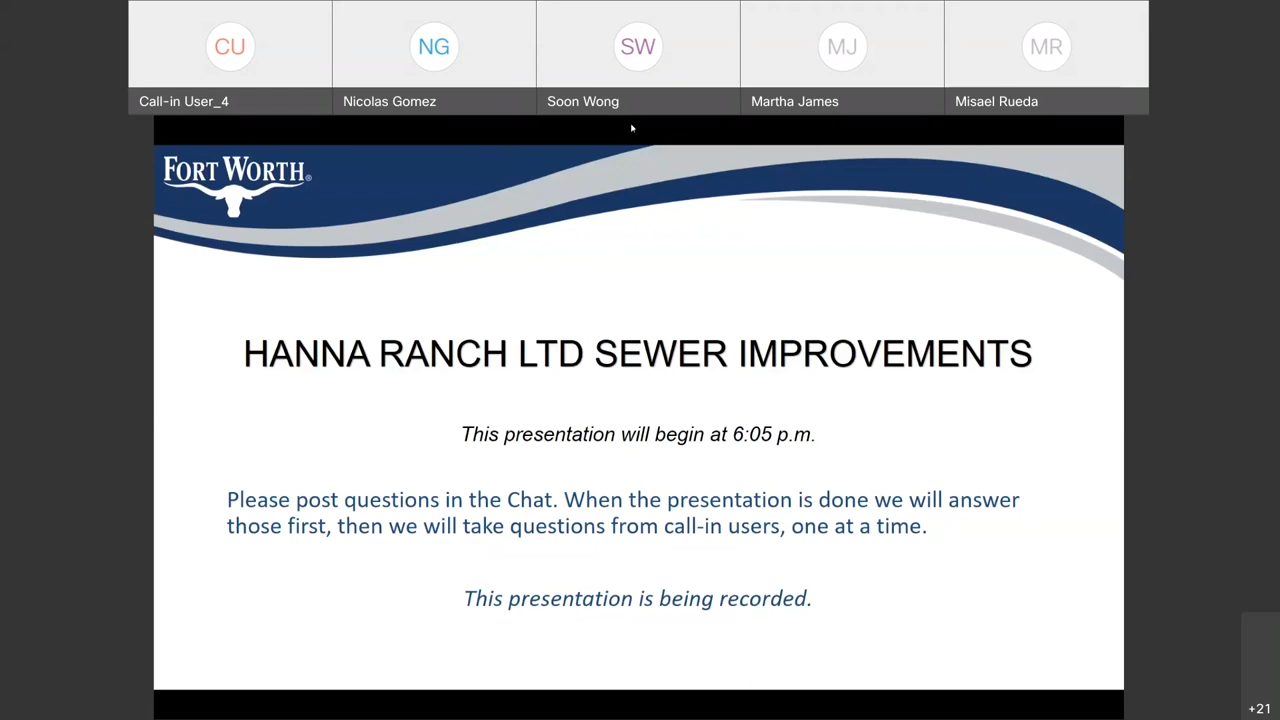 CU
NG
SW
MJ
MR
Call-in User_4
Nicolas Gomez
Soon Wong
Martha James
Misael Rueda
FORT WORTH®
HANNA RANCH LTD SEWER IMPROVEMENTS
This presentation will begin at 6:05 p.m.
Please post questions in the Chat. When the presentation is done we will answer
those first, then we will take questions from call-in users, one at a time.
This presentation is being recorded.
+21